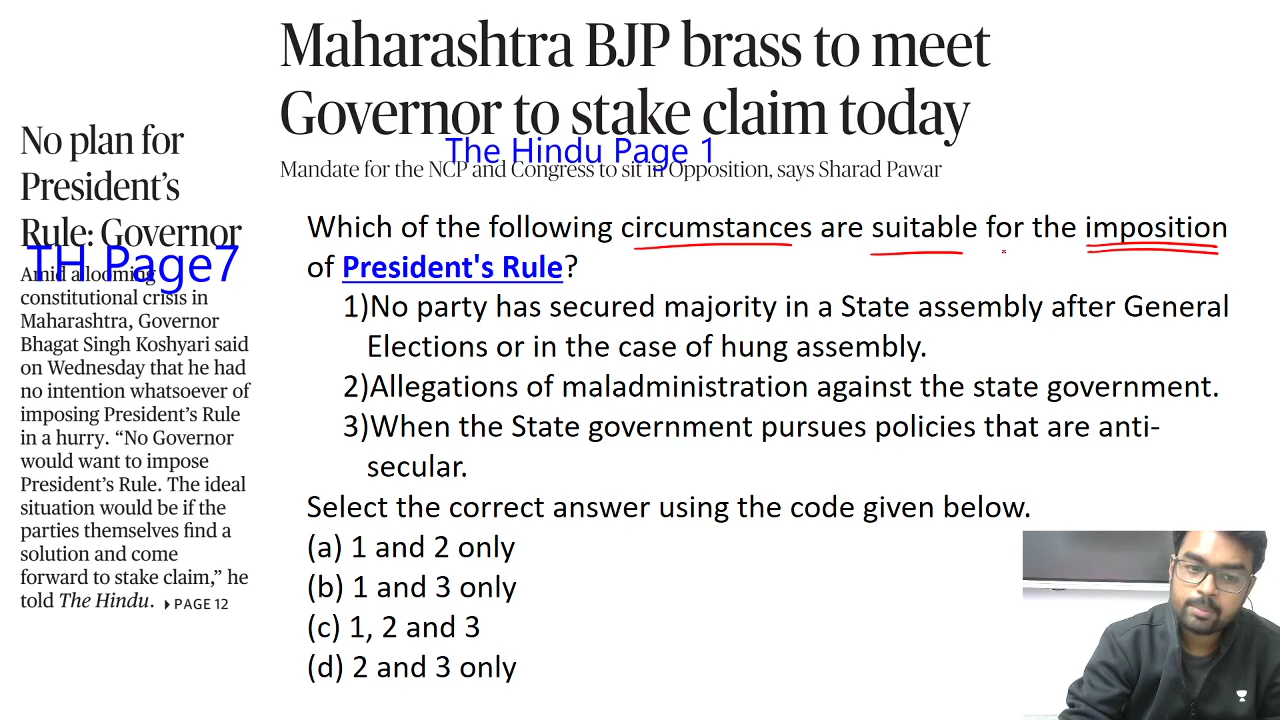 Maharashtra BJP brass to meet
Governor to stake claim today
The Hindu Page 1
Mandate for the NCP and Congress to sit in Opposition, says Sharad Pawar
No plan for
President’s
Rule: Governor
TH Page7
Amid a looming
constitutional crisis in
Maharashtra, Governor
Bhagat Singh Koshyari said
on Wednesday that he had
no intention whatsoever of
imposing President’s Rule
in a hurry. “No Governor
would want to impose
President’s Rule. The ideal
situation would be if the
parties themselves find a
solution and come
forward to stake claim,” he
told The Hindu. PAGE 12
Which of the following circumstances are suitable for the imposition
of President's Rule?
1)No party has secured majority in a State assembly after General
Elections or in the case of hung assembly.
2)Allegations of maladministration against the state government.
3)When the State government pursues policies that are anti-
secular.
Select the correct answer using the code given below.
(a) 1 and 2 only
(b) 1 and 3 only
(c) 1, 2 and 3
(d) 2 and 3 only